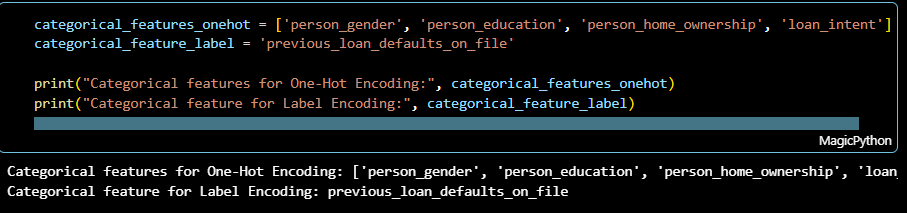 categorical_features_onehot = ['person_gender', 'person_education', 'person_home_ownership', 'loan_intent']
categorical_feature_label = 'previous_loan_defaults_on_file'
print("Categorical features for One-Hot Encoding:", categorical_features_onehot)
print("Categorical feature for Label Encoding:", categorical_feature_label)
MagicPython
Categorical features for One-Hot Encoding: ['person_gender', 'person_education', 'person_home_ownership', 'loan_
Categorical feature for Label Encoding: previous_loan_defaults_on_file